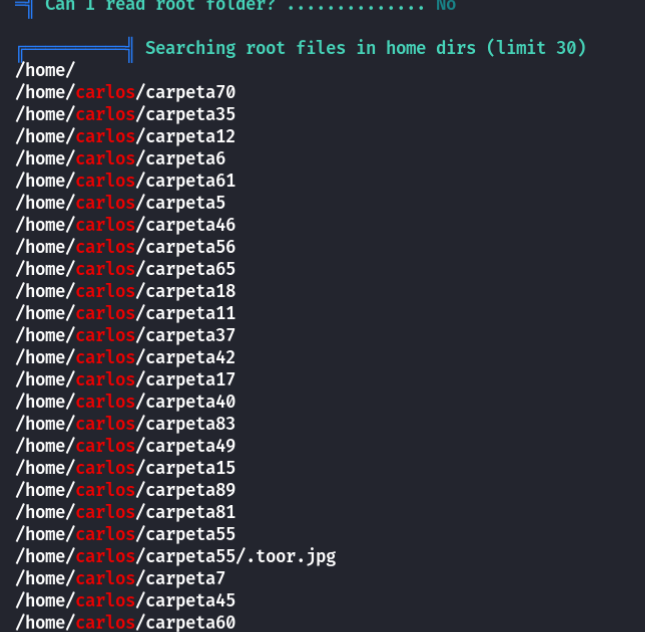 Can I read root folder? .............. No
Searching root files in home dirs (limit 30)
/home/
/home/carlos/carpeta70
/home/carlos/carpeta35
/home/carlos/carpeta12
/home/carlos/carpeta6
/home/carlos/carpeta61
/home/carlos/carpeta5
/home/carlos/carpeta46
/home/carlos/carpeta56
/home/carlos/carpeta65
/home/carlos/carpeta18
/home/carlos/carpeta11
/home/carlos/carpeta37
/home/carlos/carpeta42
/home/carlos/carpeta17
/home/carlos/carpeta40
/home/carlos/carpeta83
/home/carlos/carpeta49
/home/carlos/carpeta15
/home/carlos/carpeta89
/home/carlos/carpeta81
/home/carlos/carpeta55
/home/carlos/carpeta55/.toor.jpg
/home/carlos/carpeta7
/home/carlos/carpeta45
/home/carlos/carpeta60